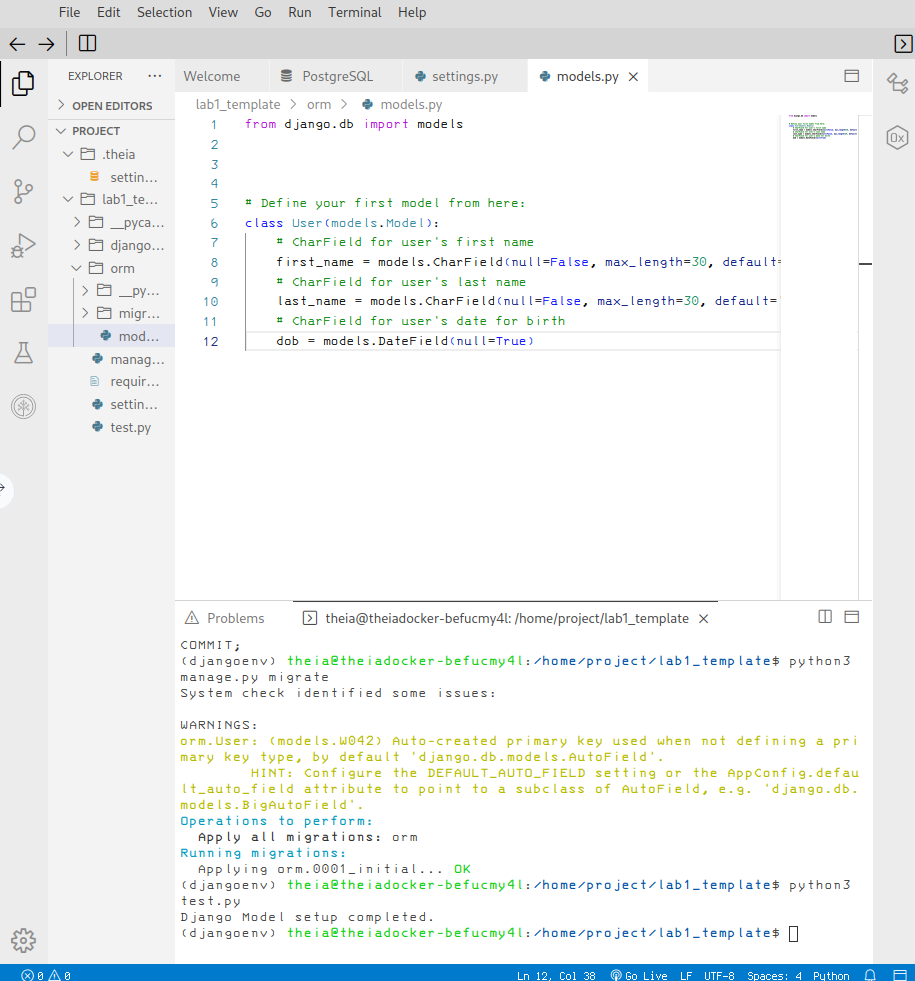 File Edit Selection View Go Run Terminal Help
EXPLORER ...
Welcome PostgreSQL settings.py models.py
OPEN EDITORS
PROJECT
.theia
settin...
lab1_te...
__pyca...
django...
orm
__py...
migr...
mod...
manag...
requir...
settin...
test.py
lab1_template > orm > models.py
1 from django.db import models
2
3
4
5 # Define your first model from here:
6 class User(models.Model):
7 # CharField for user's first name
8 first_name = models.CharField(null=False, max_length=30, default=
9 # CharField for user's last name
10 last_name = models.CharField(null=False, max_length=30, default='
11 # CharField for user's date for birth
12 dob = models.DateField(null=True)
Problems theia@theiadocker-befucmy4l: /home/project/lab1_template
COMMIT;
(djangoenv) theia@theiadocker-befucmy4l:/home/project/lab1_template$ python3
manage.py migrate
System check identified some issues:
WARNINGS:
orm.User: (models.W042) Auto-created primary key used when not defining a pri
mary key type, by default 'django.db.models.AutoField'.
HINT: Configure the DEFAULT_AUTO_FIELD setting or the AppConfig.defau
lt_auto_field attribute to point to a subclass of AutoField, e.g. 'django.db.
models.BigAutoField'.
Operations to perform:
Apply all migrations: orm
Running migrations:
Applying orm.0001_initial... OK
(djangoenv) theia@theiadocker-befucmy4l:/home/project/lab1_template$ python3
test.py
Django Model setup completed.
(djangoenv) theia@theiadocker-befucmy4l:/home/project/lab1_template$
0x
0 0 Ln 12, Col 38 Go Live LF UTF-8 Spaces: 4 Python